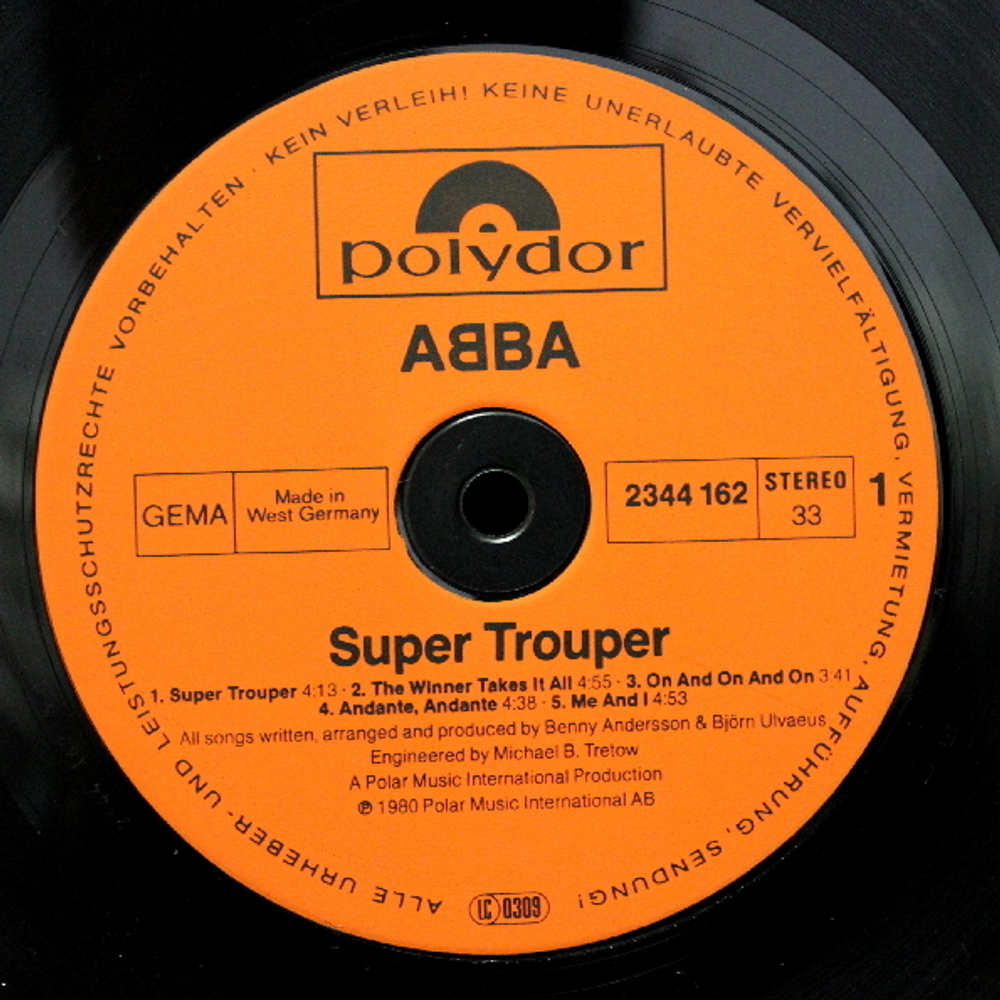 ALLE URHEBER- UND LEISTUNGSSCHUTZRECHTE VORBEHALTEN · KEIN VERLEIH! KEINE UNERLAUBTE VERVIELFÄLTIGUNG, VERMIETUNG, AUFFÜHRUNG, SENDUNG!
polydor
ABBA
GEMA
Made in
West Germany
2344 162
STEREO
33
1
Super Trouper
1. Super Trouper 4:13 · 2. The Winner Takes It All 4:55 · 3. On And On And On 3:41
4. Andante, Andante 4:38 · 5. Me And I 4:53
All songs written, arranged and produced by Benny Andersson & Björn Ulvaeus
Engineered by Michael B. Tretow
A Polar Music International Production
℗ 1980 Polar Music International AB
LC 0309